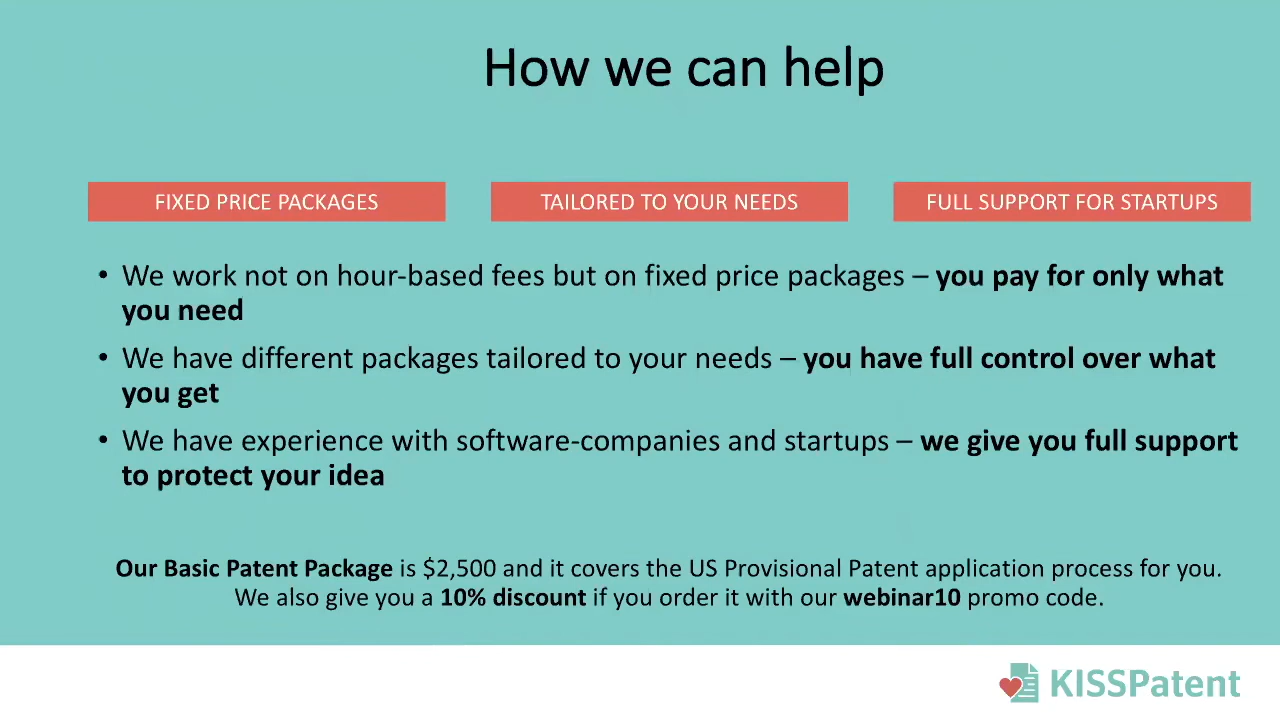 How we can help
FIXED PRICE PACKAGES
TAILORED TO YOUR NEEDS
FULL SUPPORT FOR STARTUPS
• We work not on hour-based fees but on fixed price packages – you pay for only what
you need
• We have different packages tailored to your needs – you have full control over what
you get
• We have experience with software-companies and startups – we give you full support
to protect your idea
Our Basic Patent Package is $2,500 and it covers the US Provisional Patent application process for you.
We also give you a 10% discount if you order it with our webinar10 promo code.
KISSPatent